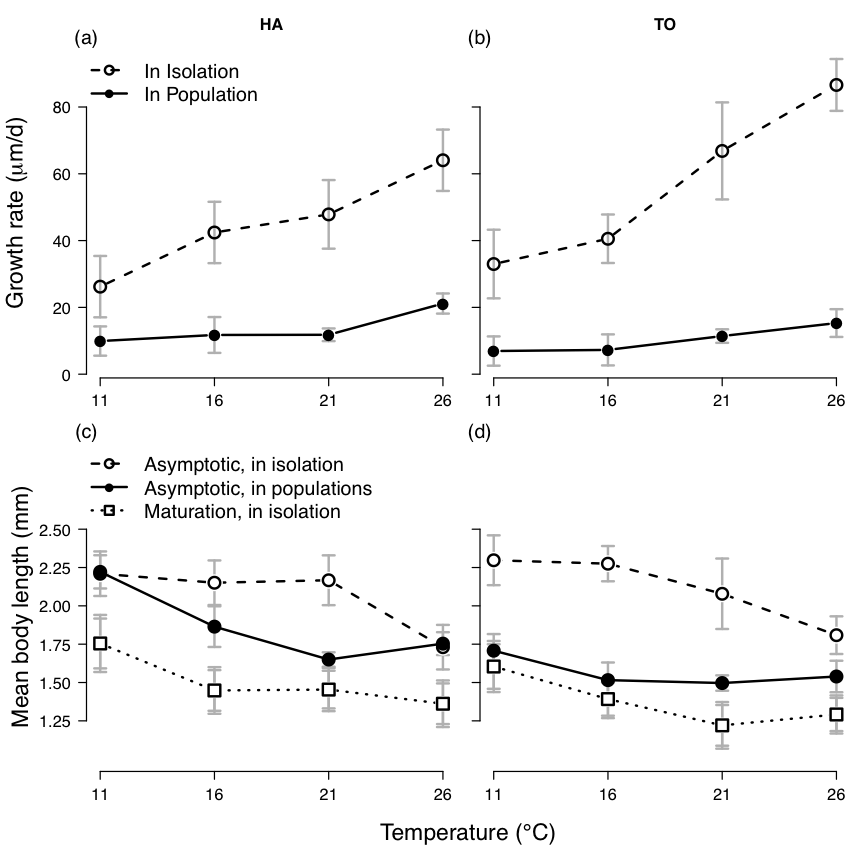 HA
TO
(a)
(b)
In Isolation
In Population
Growth rate (μm/d)
80
60
40
20
0
11 16 21 26
11 16 21 26
(c)
(d)
Asymptotic, in isolation
Asymptotic, in populations
Maturation, in isolation
Mean body length (mm)
2.50
2.25
2.00
1.75
1.50
1.25
11 16 21 26
11 16 21 26
Temperature (°C)